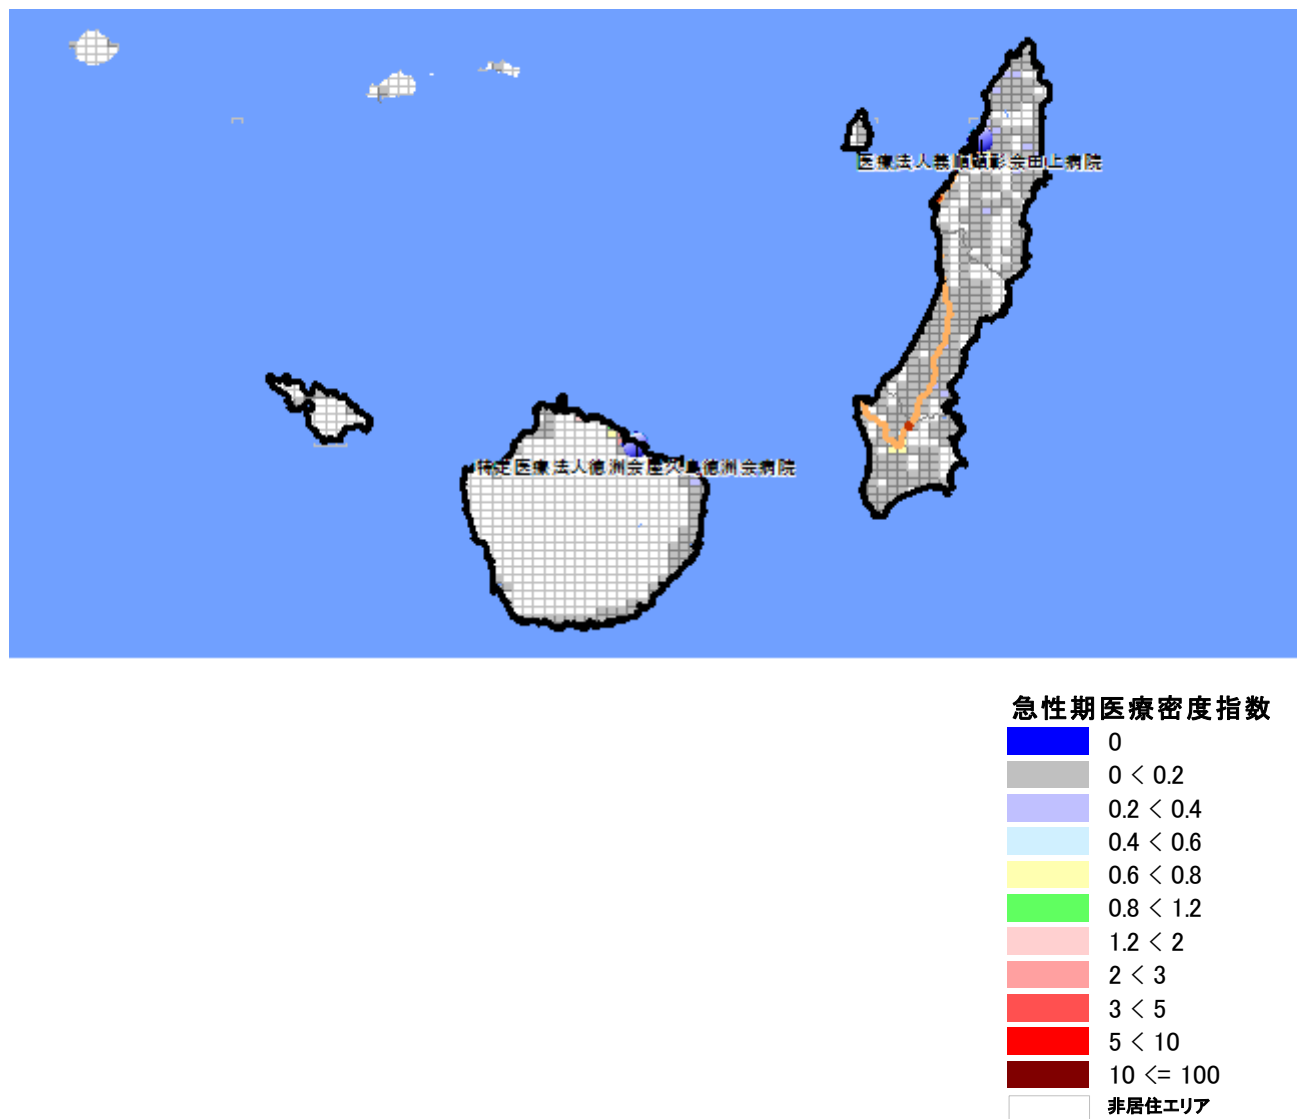 医療法人義順顕彰会田上病院
特定医療法人徳洲会屋久島徳洲会病院
急性期医療密度指数
0
0 < 0.2
0.2 < 0.4
0.4 < 0.6
0.6 < 0.8
0.8 < 1.2
1.2 < 2
2 < 3
3 < 5
5 < 10
10 <= 100
非居住エリア